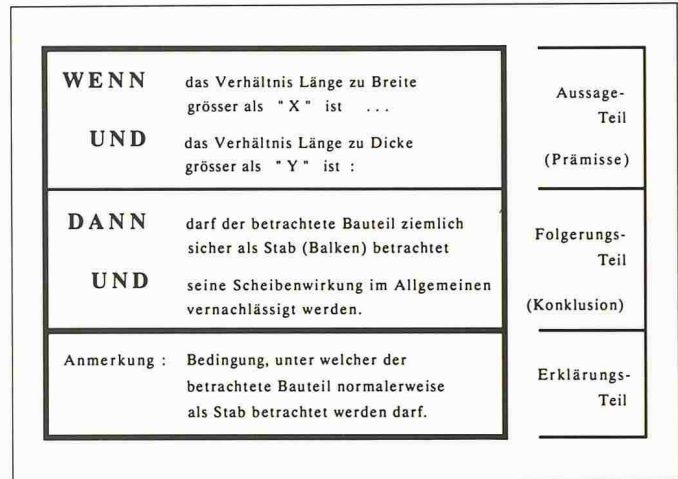 WENN das Verhältnis Länge zu Breite
grösser als "X" ist ...
UND das Verhältnis Länge zu Dicke
grösser als "Y" ist :
Aussage-
Teil
(Prämisse)
DANN darf der betrachtete Bauteil ziemlich
sicher als Stab (Balken) betrachtet
UND seine Scheibenwirkung im Allgemeinen
vernachlässigt werden.
Folgerungs-
Teil
(Konklusion)
Anmerkung : Bedingung, unter welcher der
betrachtete Bauteil normalerweise
als Stab betrachtet werden darf.
Erklärungs-
Teil